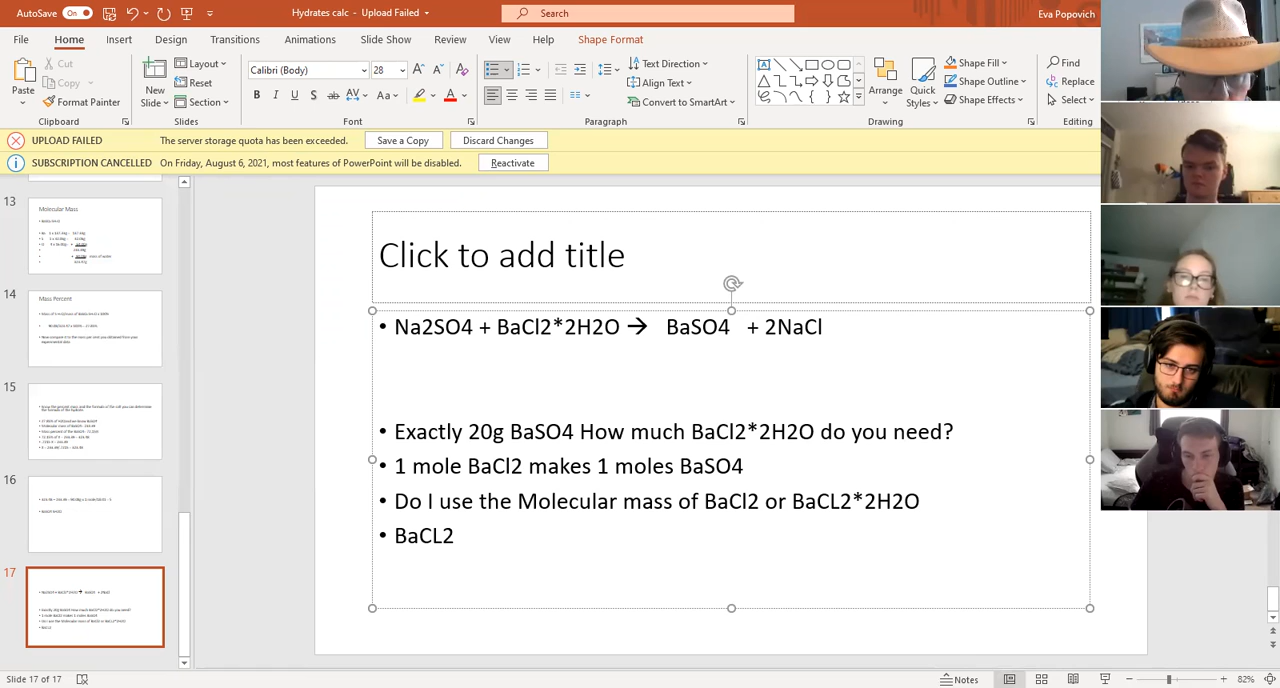 AutoSave On Hydrates calc - Upload Failed Search Eva Popovich
File Home Insert Design Transitions Animations Slide Show Review View Help Shape Format
Paste Cut Copy Format Painter New Slide Layout Reset Section Calibri (Body) 28 Text Direction Align Text Convert to SmartArt Arrange Quick Styles Shape Fill Shape Outline Shape Effects Find Replace Select
Clipboard Slides Font Paragraph Drawing Editing
UPLOAD FAILED The server storage quota has been exceeded. Save a Copy Discard Changes
SUBSCRIPTION CANCELLED On Friday, August 6, 2021, most features of PowerPoint will be disabled. Reactivate
13
Molecular Mass
14
Mass Percent
15
16
17
Click to add title
• Na2SO4 + BaCl2*2H2O → BaSO4 + 2NaCl
• Exactly 20g BaSO4 How much BaCl2*2H2O do you need?
• 1 mole BaCl2 makes 1 moles BaSO4
• Do I use the Molecular mass of BaCl2 or BaCL2*2H2O
• BaCL2
Slide 17 of 17 Notes 82%